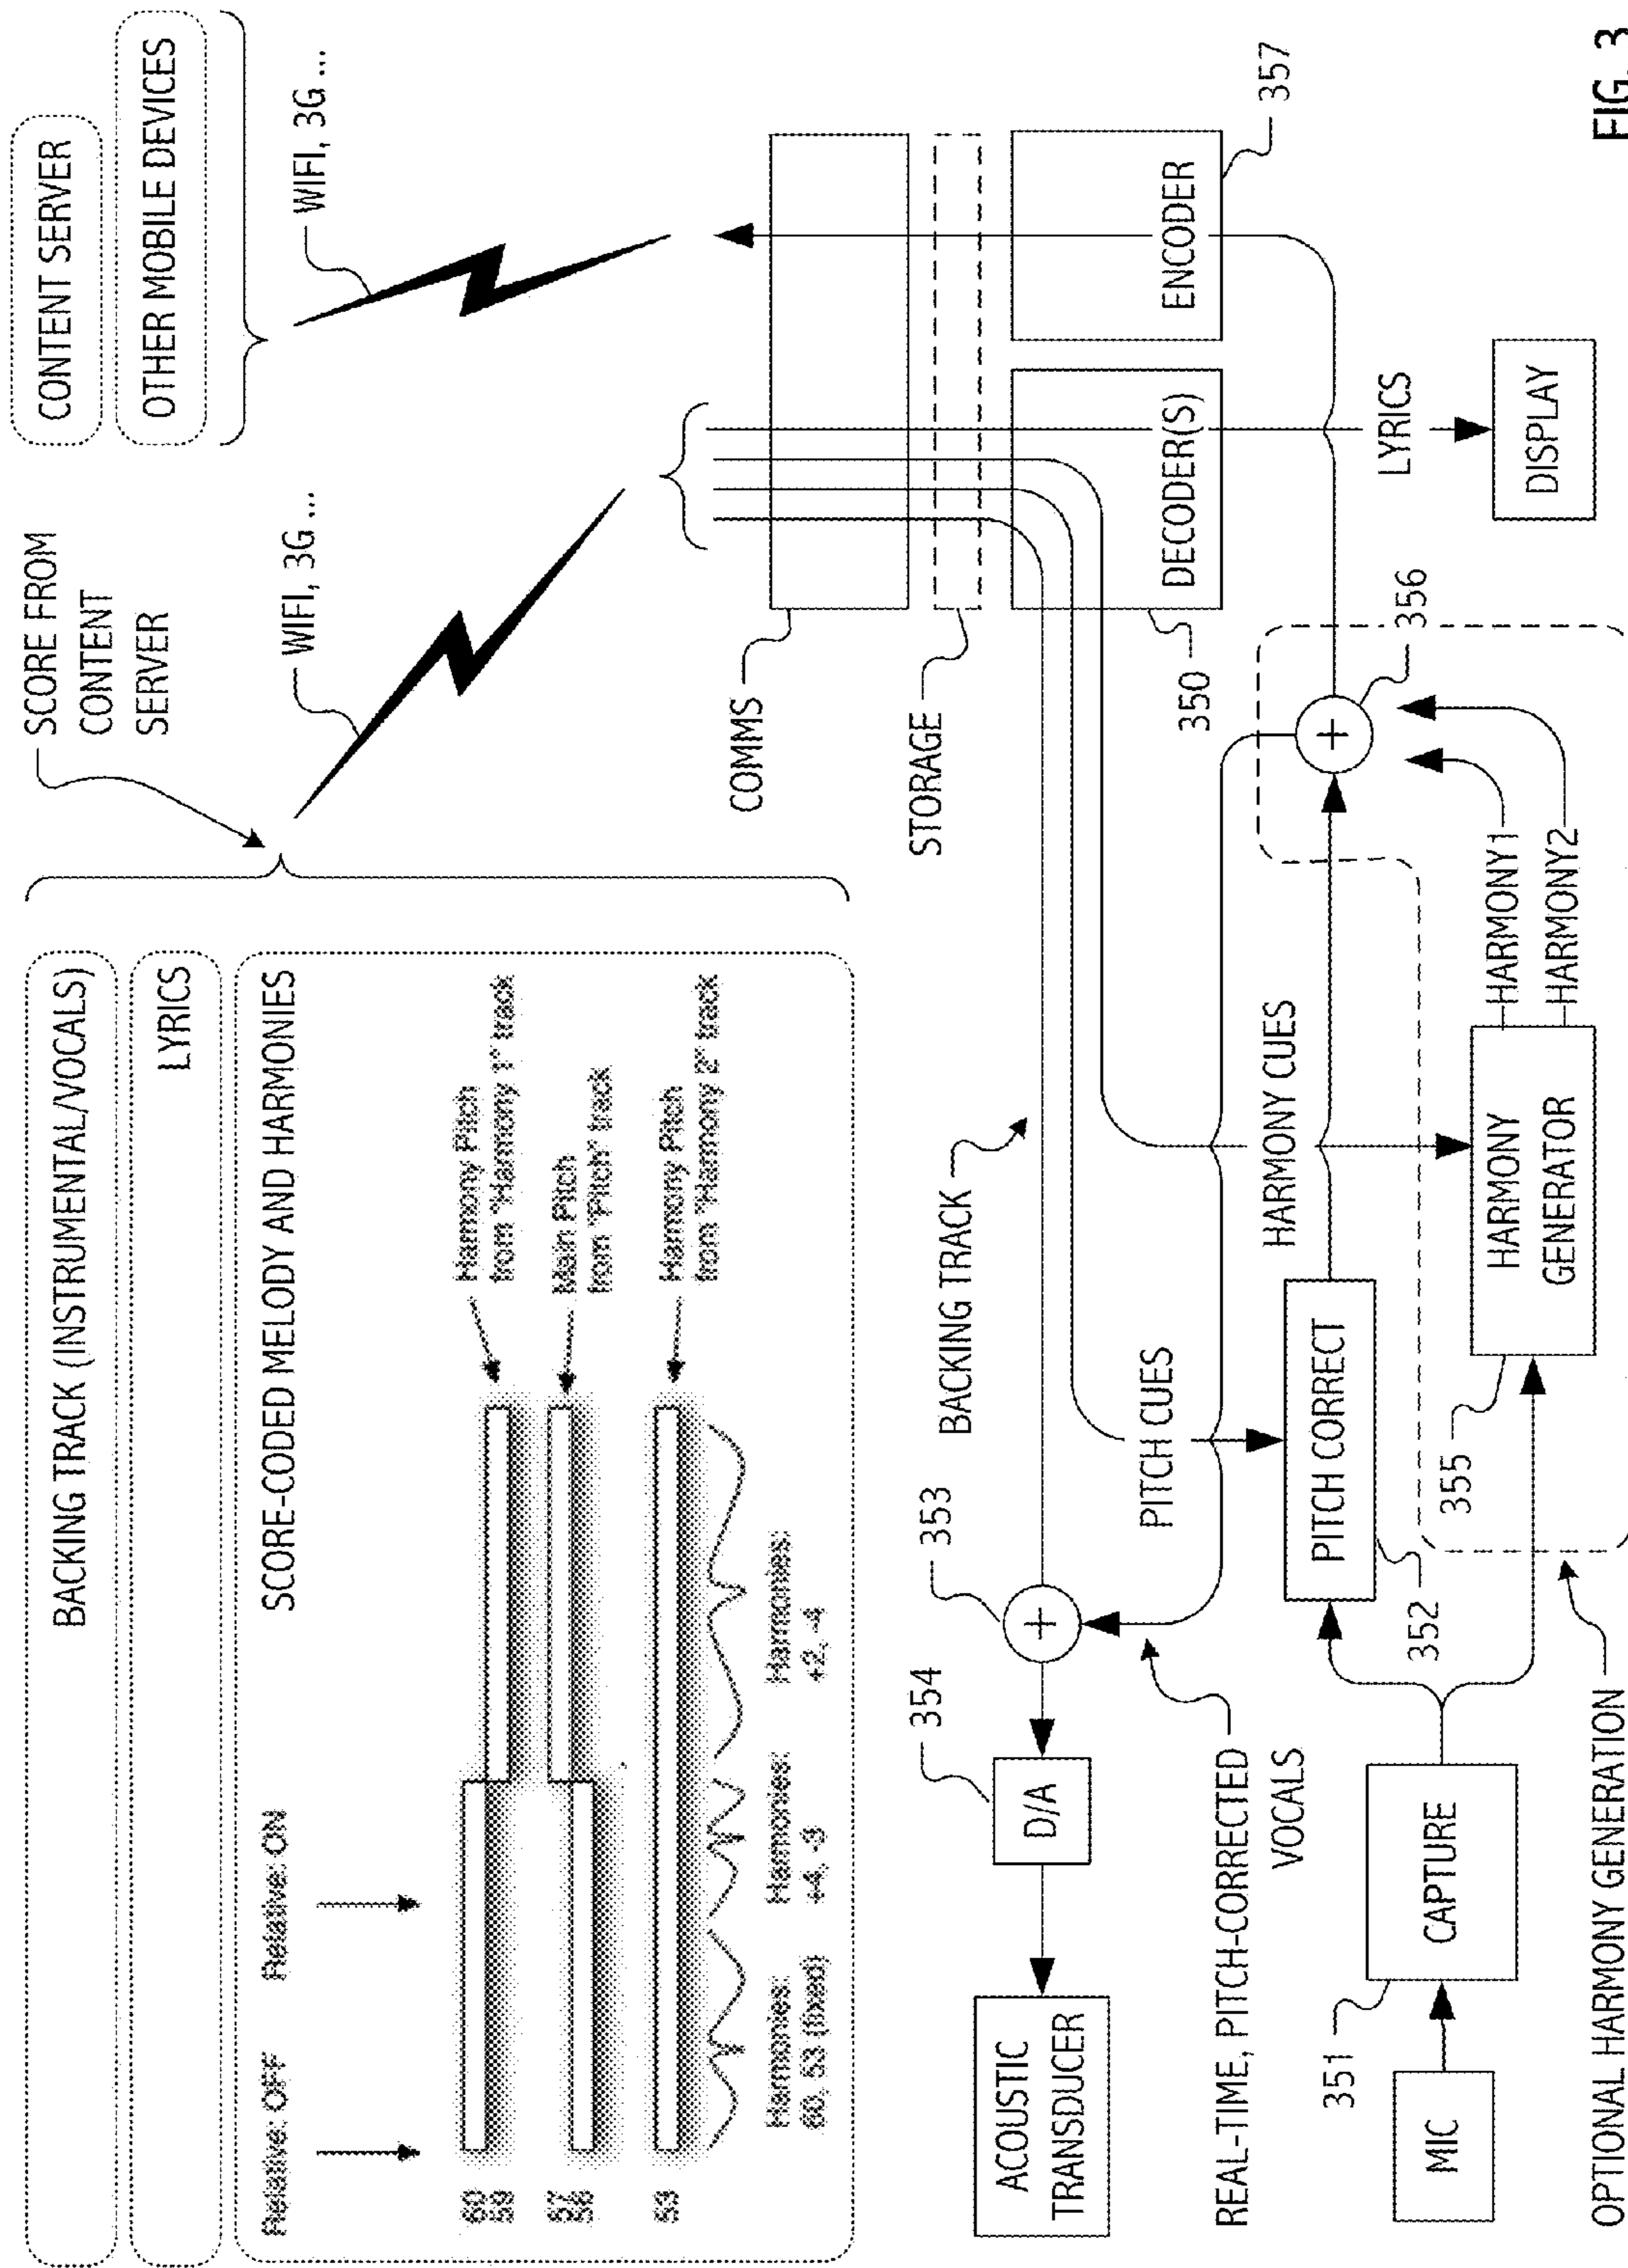 BACKING TRACK (INSTRUMENTAL/VOCALS)
LYRICS
SCORE-CODED MELODY AND HARMONIES
Relative: OFF
Relative: ON
60
59
57
56
53
Harmony Pitch
from "Harmony 1" track
Main Pitch
from "Pitch" track
Harmony Pitch
from "Harmony 2" track
Harmonies:
60, 53 (fixed)
Harmonies:
+4, -3
Harmonies:
+2, -4
SCORE FROM
CONTENT
SERVER
CONTENT SERVER
OTHER MOBILE DEVICES
WIFI, 3G ...
WIFI, 3G ...
COMMS
STORAGE
350
DECODER(S)
ENCODER
357
354
353
BACKING TRACK
ACOUSTIC
TRANSDUCER
D/A
PITCH CUES
HARMONY CUES
REAL-TIME, PITCH-CORRECTED
VOCALS
356
LYRICS
DISPLAY
351
MIC
CAPTURE
352
PITCH CORRECT
355
HARMONY
GENERATOR
HARMONY1
HARMONY2
OPTIONAL HARMONY GENERATION
FIG. 3